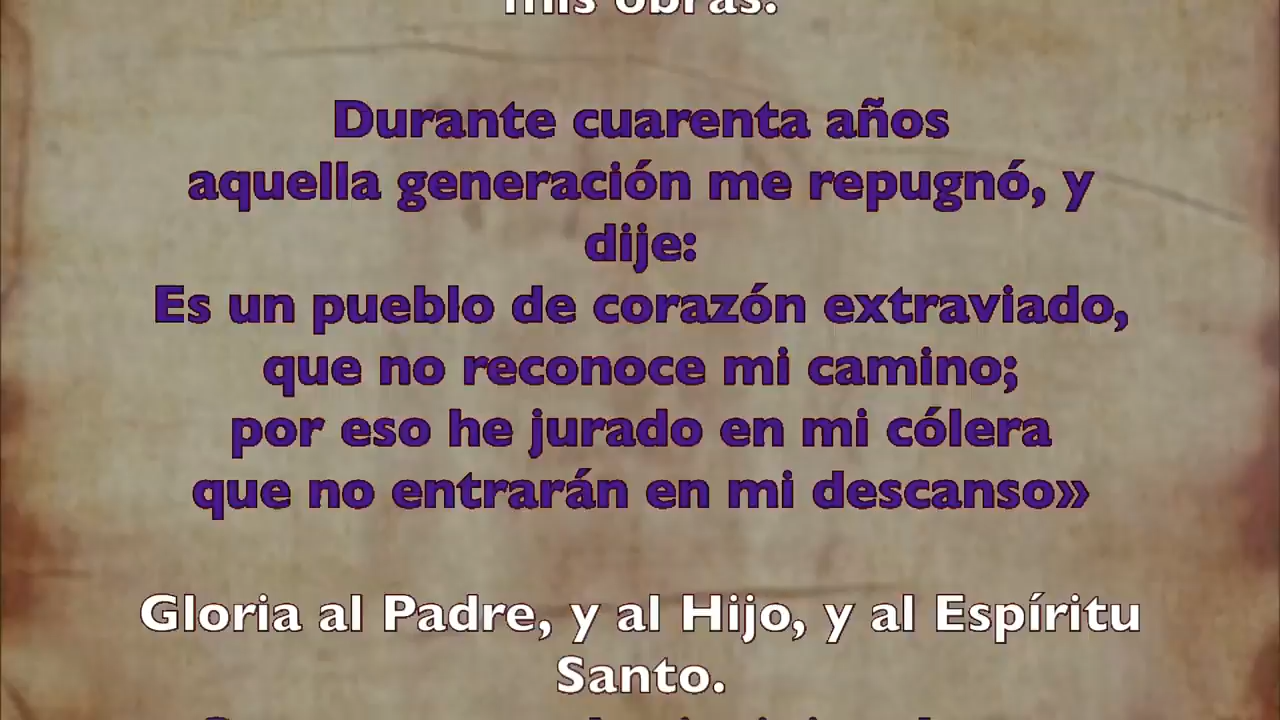 mis obras.
Durante cuarenta años
aquella generación me repugnó, y
dije:
Es un pueblo de corazón extraviado,
que no reconoce mi camino;
por eso he jurado en mi cólera
que no entrarán en mi descanso»
Gloria al Padre, y al Hijo, y al Espíritu
Santo.